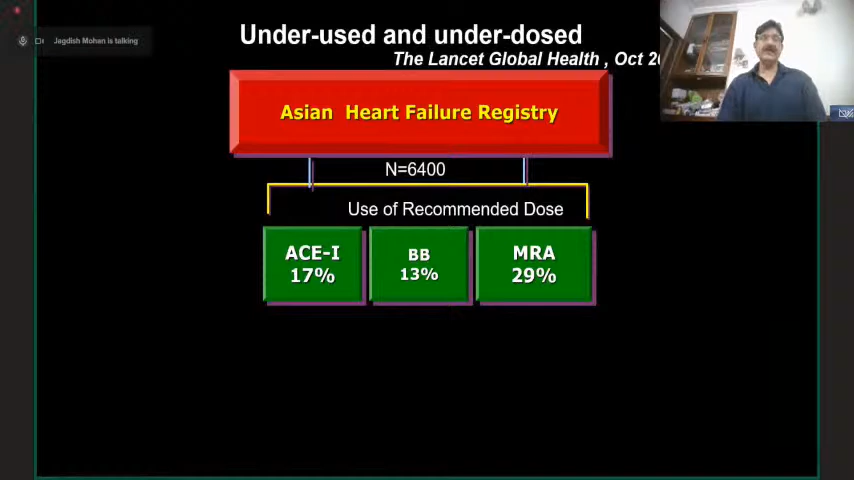 Jagdish Mohan is talking
Under-used and under-dosed
The Lancet Global Health , Oct
Asian Heart Failure Registry
N=6400
Use of Recommended Dose
ACE-I
17%
BB
13%
MRA
29%